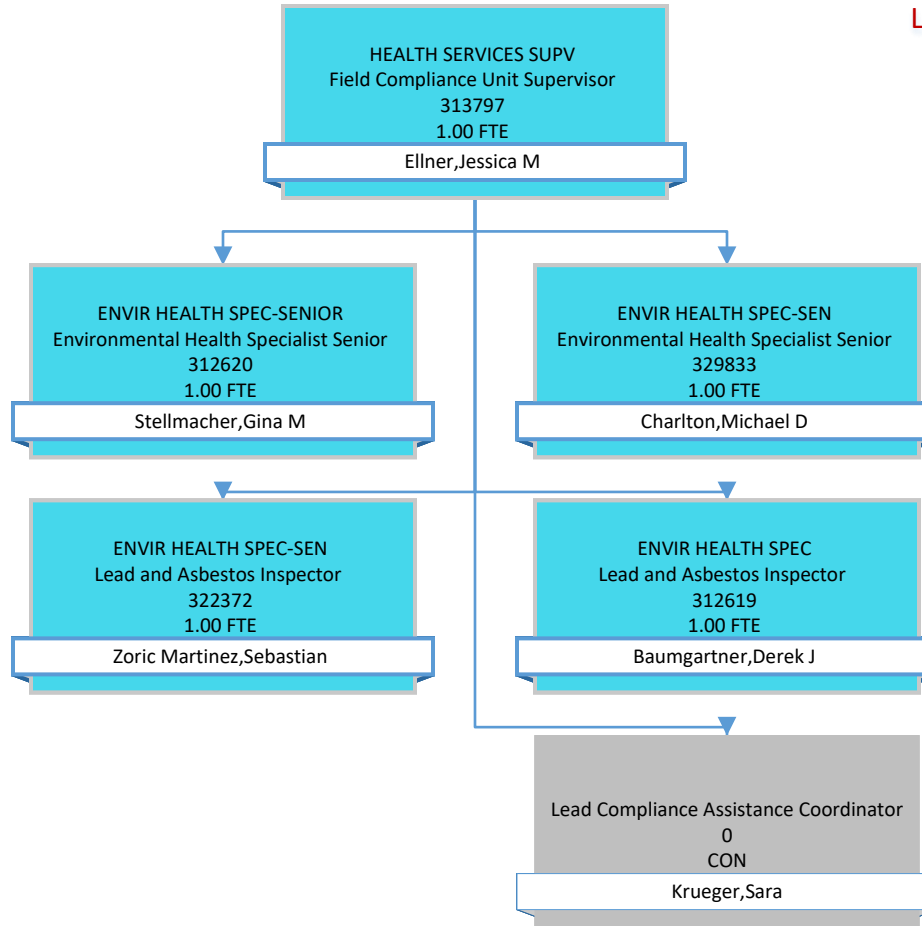 L
HEALTH SERVICES SUPV
Field Compliance Unit Supervisor
313797
1.00 FTE
Ellner,Jessica M
ENVIR HEALTH SPEC-SENIOR
Environmental Health Specialist Senior
312620
1.00 FTE
Stellmacher,Gina M
ENVIR HEALTH SPEC-SEN
Environmental Health Specialist Senior
329833
1.00 FTE
Charlton,Michael D
ENVIR HEALTH SPEC-SEN
Lead and Asbestos Inspector
322372
1.00 FTE
Zoric Martinez,Sebastian
ENVIR HEALTH SPEC
Lead and Asbestos Inspector
312619
1.00 FTE
Baumgartner,Derek J
Lead Compliance Assistance Coordinator
0
CON
Krueger,Sara